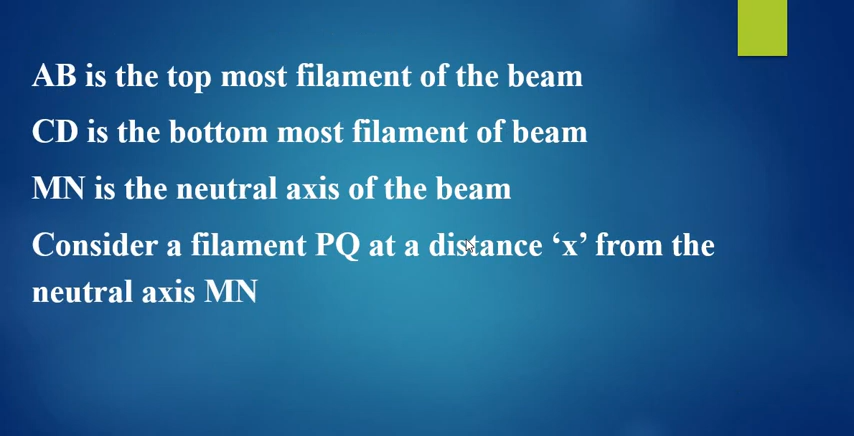 AB is the top most filament of the beam
CD is the bottom most filament of beam
MN is the neutral axis of the beam
Consider a filament PQ at a distance ‘x’ from the
neutral axis MN